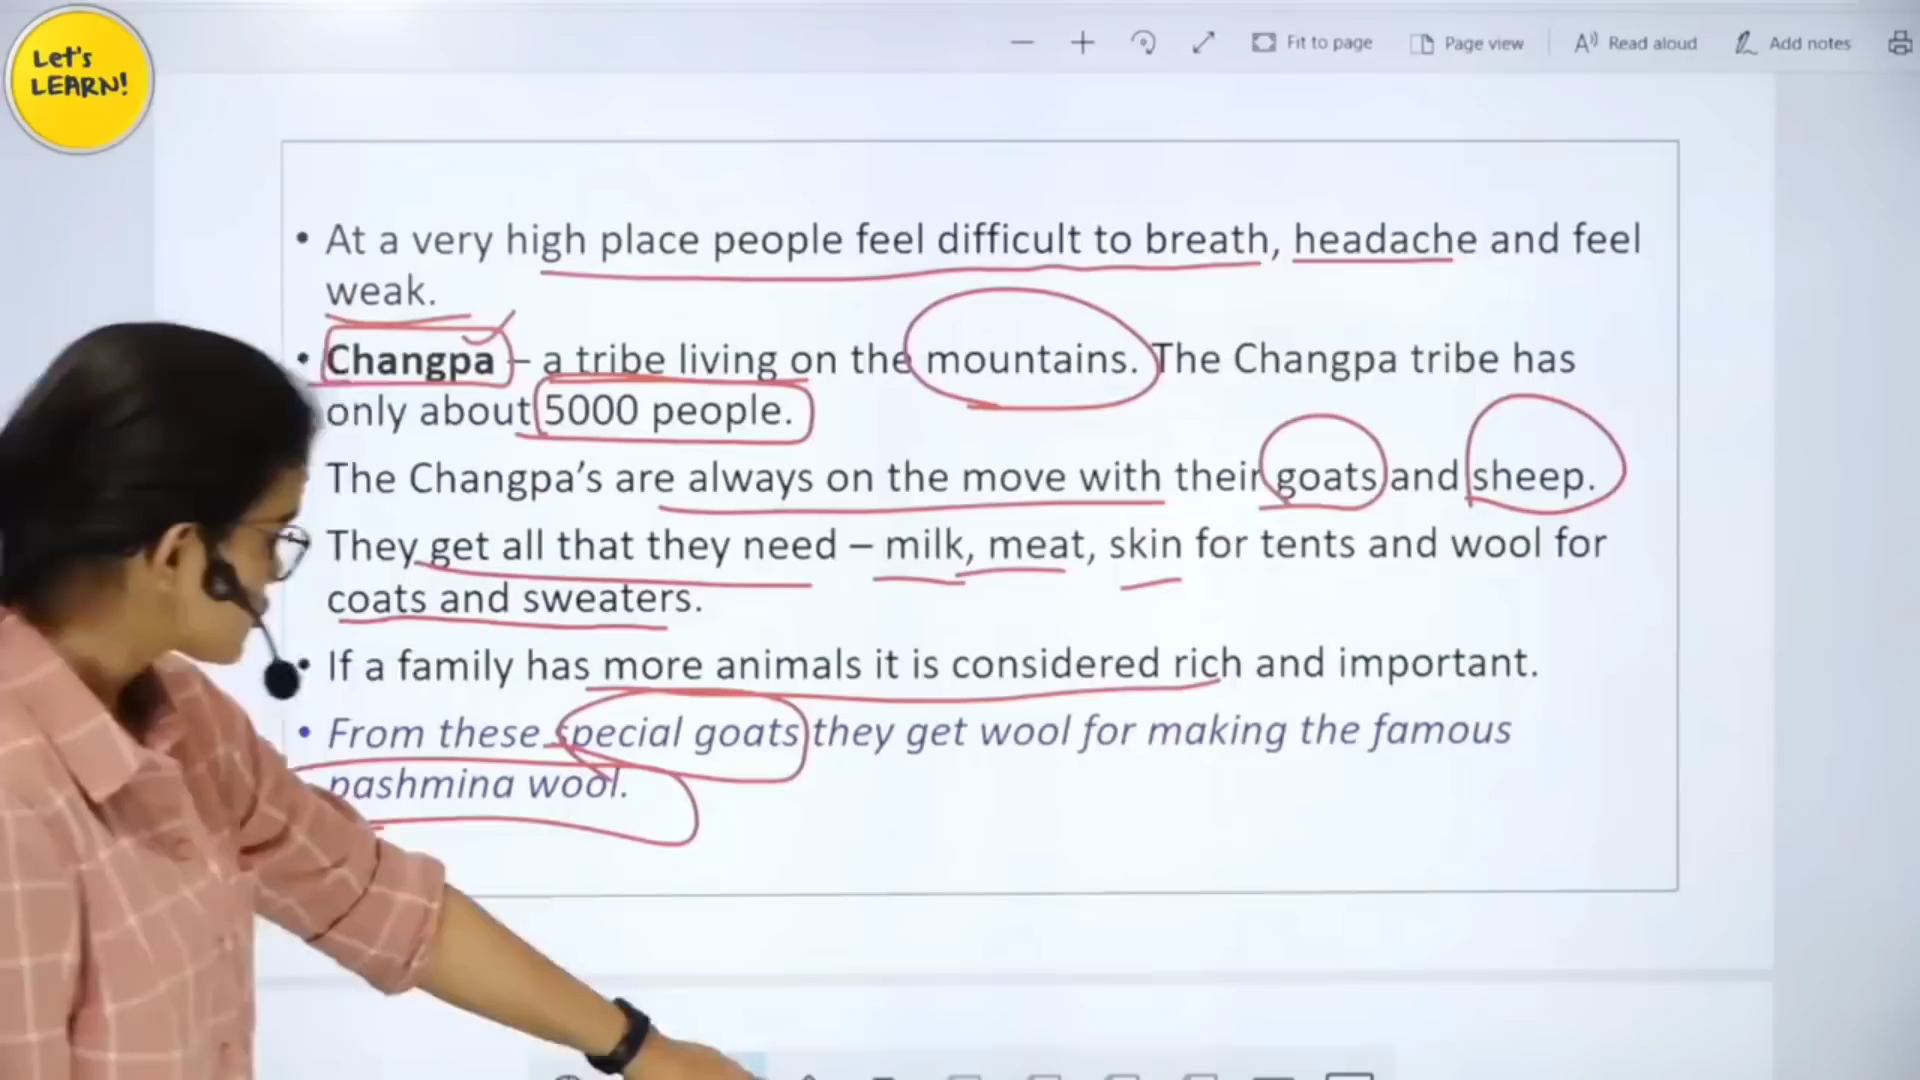 Let's
LEARN!
Fit to page
Page view
Read aloud
Add notes
• At a very high place people feel difficult to breath, headache and feel
weak.
• Changpa – a tribe living on the mountains. The Changpa tribe has
only about 5000 people.
The Changpa's are always on the move with their goats and sheep.
They get all that they need – milk, meat, skin for tents and wool for
coats and sweaters.
• If a family has more animals it is considered rich and important.
• From these special goats they get wool for making the famous
pashmina wool.